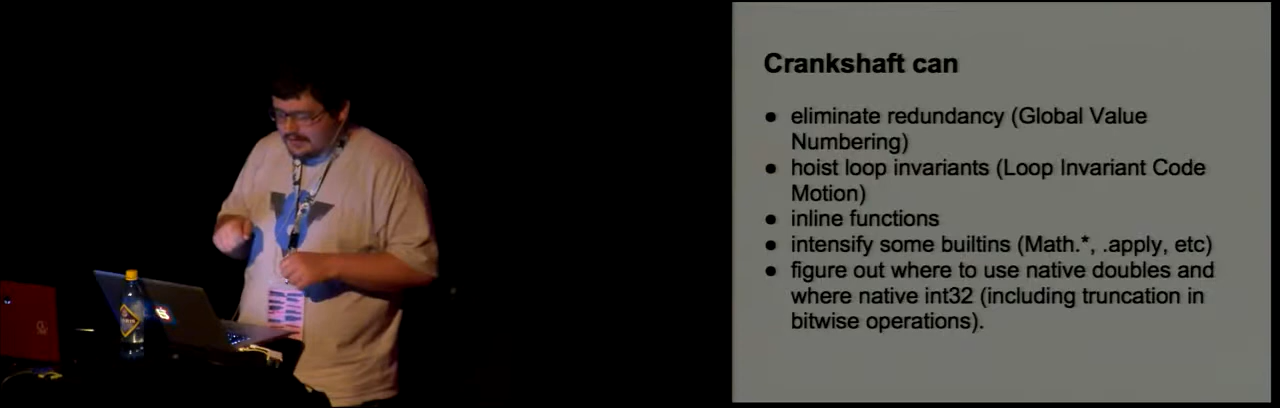 Crankshaft can
● eliminate redundancy (Global Value
Numbering)
● hoist loop invariants (Loop Invariant Code
Motion)
● inline functions
● intensify some builtins (Math.*, .apply, etc)
● figure out where to use native doubles and
where native int32 (including truncation in
bitwise operations).